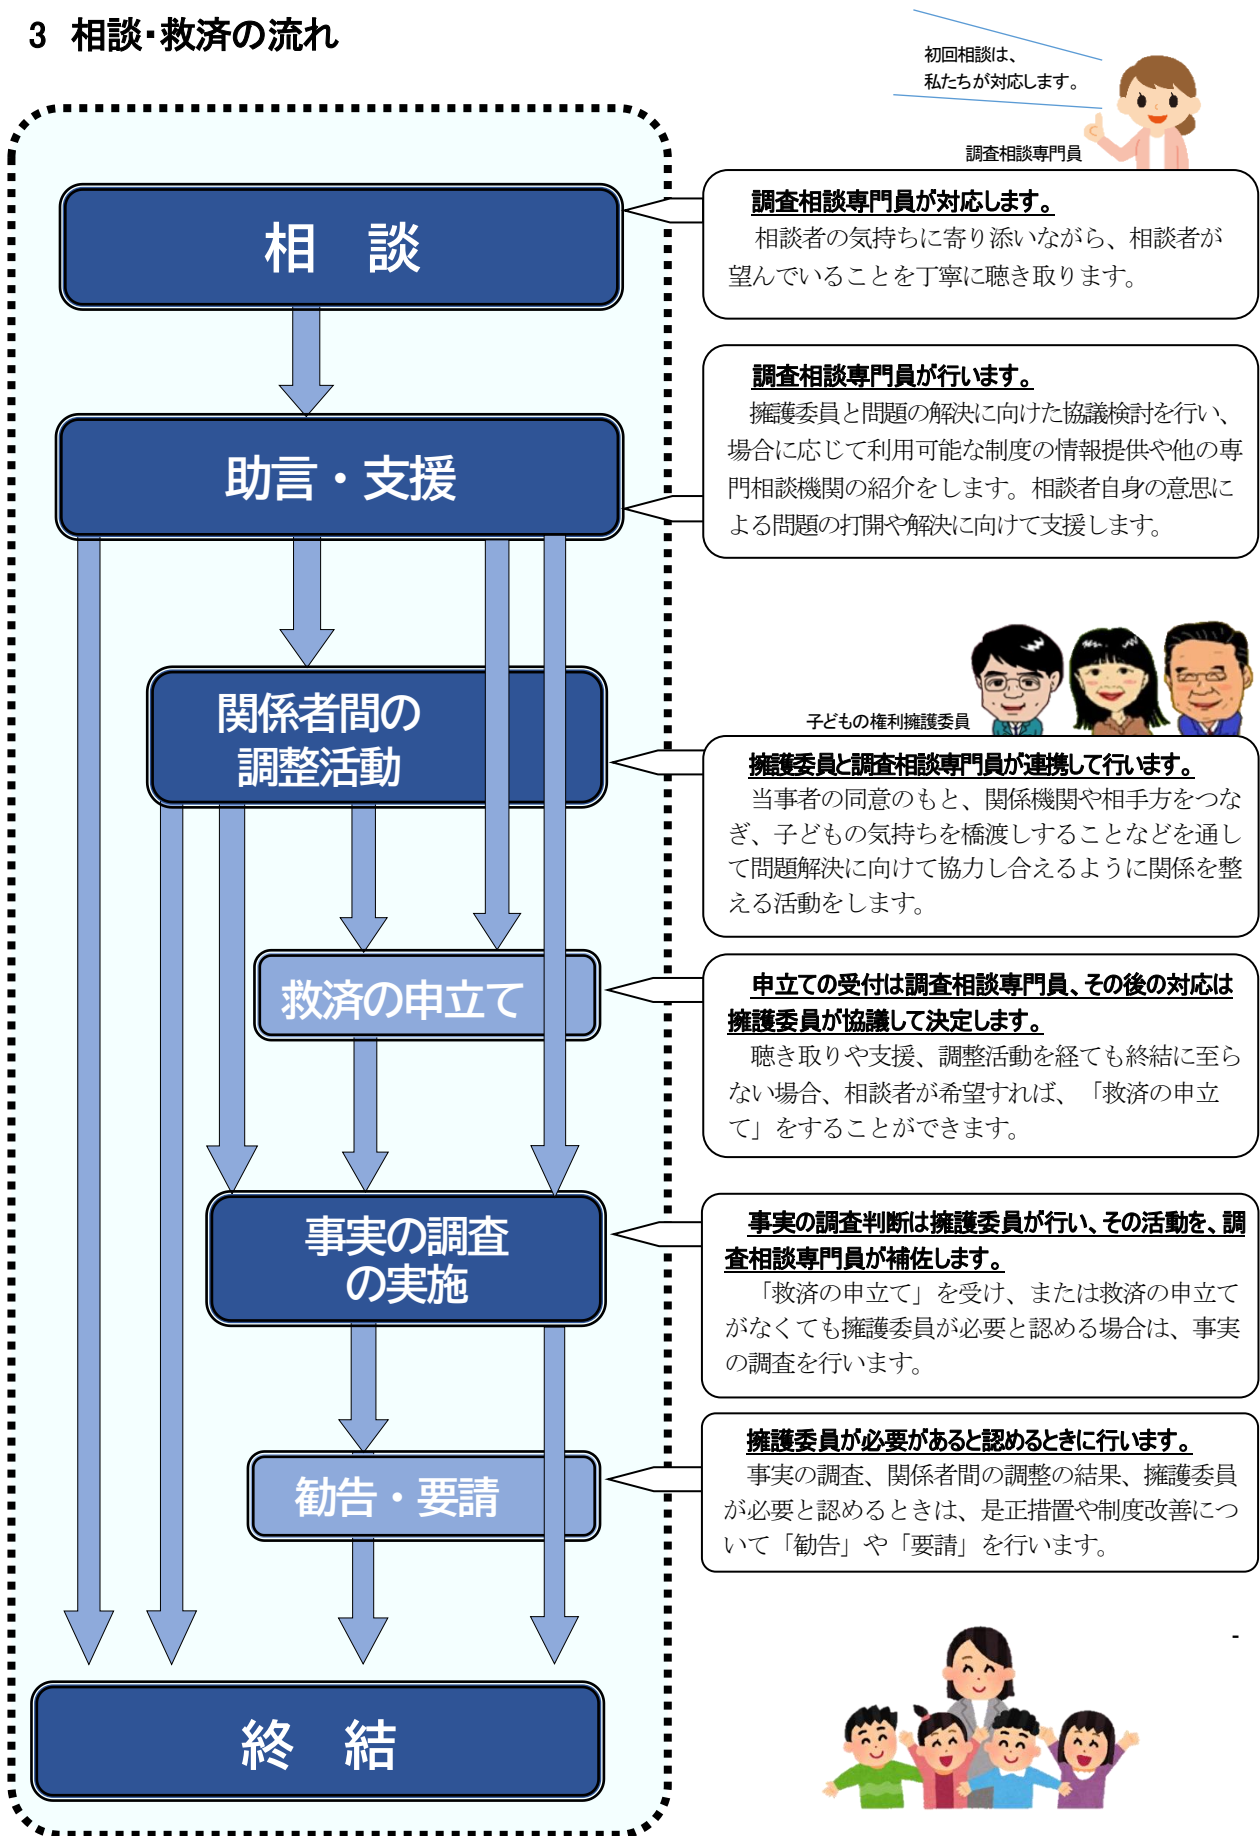 3 相談・救済の流れ
初回相談は、
私たちが対応します。
調査相談専門員
相 談
調査相談専門員が対応します。
相談者の気持ちに寄り添いながら、相談者が
望んでいることを丁寧に聴き取ります。
助言・支援
調査相談専門員が行います。
擁護委員と問題の解決に向けた協議検討を行い、
場合に応じて利用可能な制度の情報提供や他の専
門相談機関の紹介をします。相談者自身の意思に
よる問題の打開や解決に向けて支援します。
子どもの権利擁護委員
関係者間の
調整活動
擁護委員と調査相談専門員が連携して行います。
当事者の同意のもと、関係機関や相手方をつな
ぎ、子どもの気持ちを橋渡しすることなどを通し
て問題解決に向けて協力し合えるように関係を整
える活動をします。
救済の申立て
申立ての受付は調査相談専門員、その後の対応は
擁護委員が協議して決定します。
聴き取りや支援、調整活動を経ても終結に至ら
ない場合、相談者が希望すれば、「救済の申立
て」をすることができます。
事実の調査
の実施
事実の調査判断は擁護委員が行い、その活動を、調
査相談専門員が補佐します。
「救済の申立て」を受け、または救済の申立て
がなくても擁護委員が必要と認める場合は、事実
の調査を行います。
勧告・要請
擁護委員が必要があると認めるときに行います。
事実の調査、関係者間の調整の結果、擁護委員
が必要と認めるときは、是正措置や制度改善につ
いて「勧告」や「要請」を行います。
-
終 結